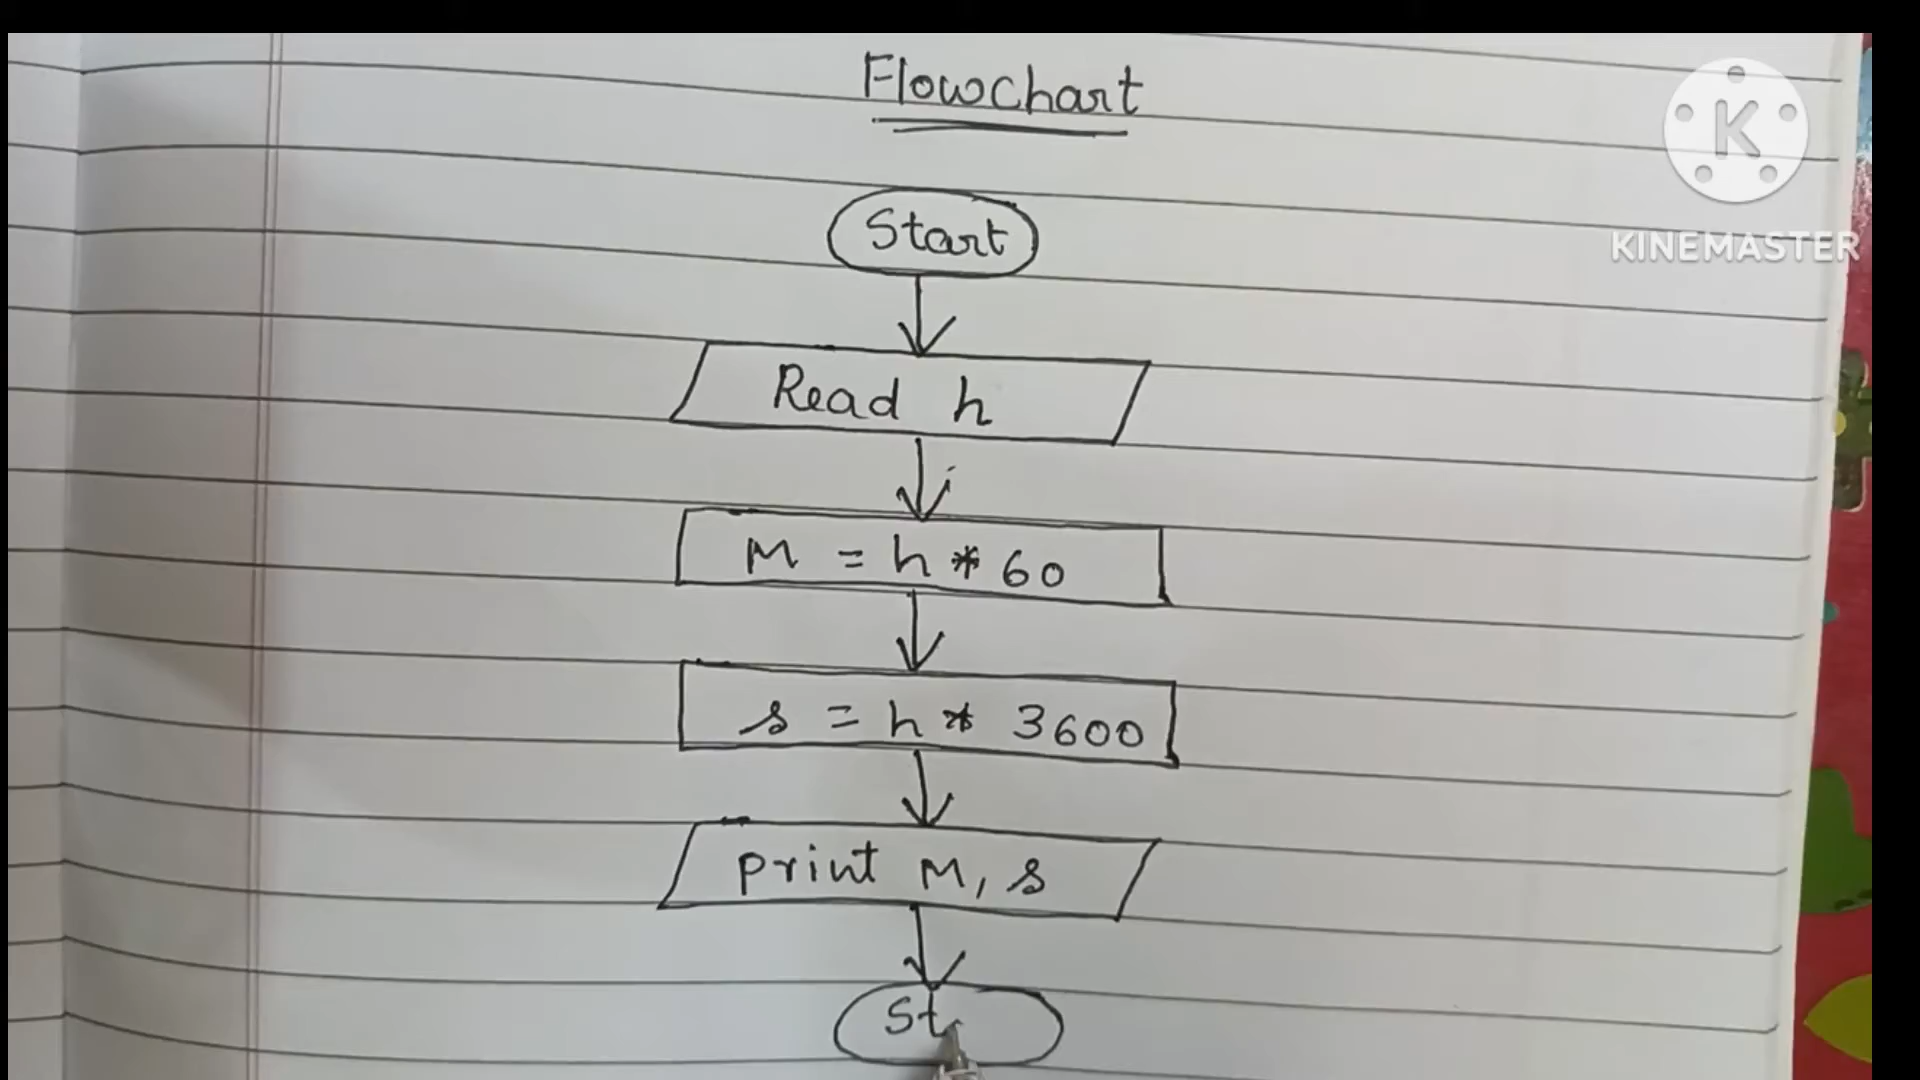 Flowchart
K
KINEMASTER
Start
Read h
M = h * 60
s = h * 3600
print M, s
St